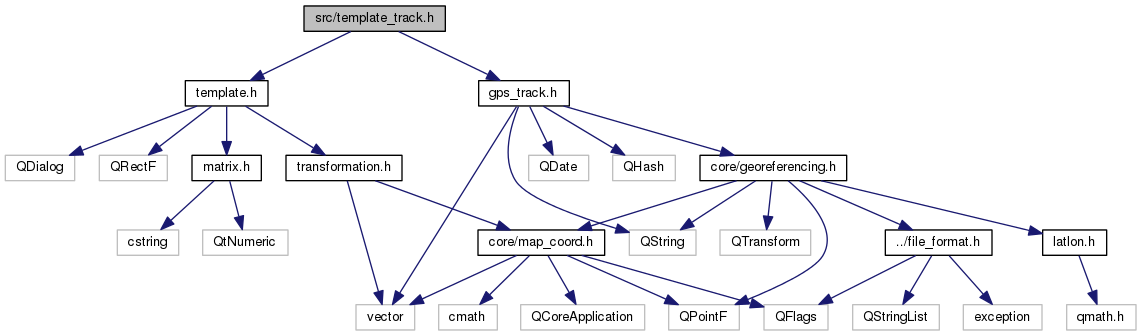 src/template_track.h
template.h
gps_track.h
QDialog
QRectF
matrix.h
transformation.h
QDate
QHash
core/georeferencing.h
cstring
QtNumeric
core/map_coord.h
QString
QTransform
../file_format.h
latlon.h
vector
cmath
QCoreApplication
QPointF
QFlags
QStringList
exception
qmath.h